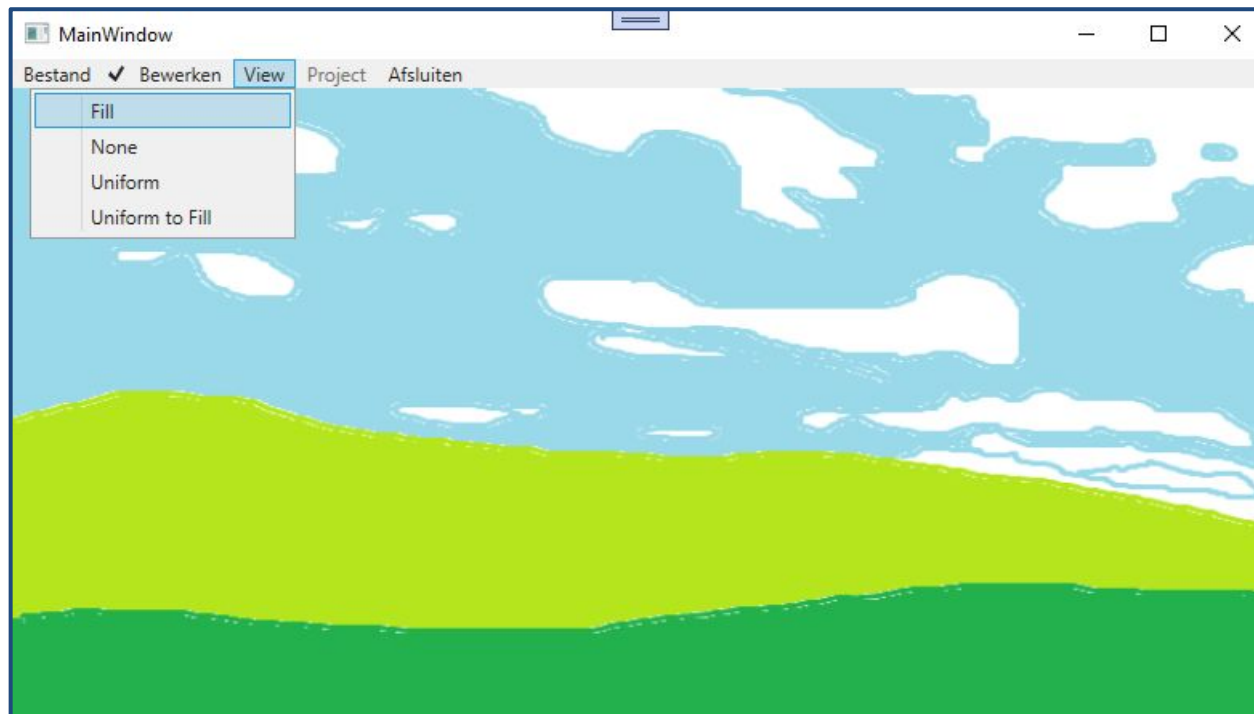 MainWindow
Bestand ✔ Bewerken View Project Afsluiten
Fill
None
Uniform
Uniform to Fill